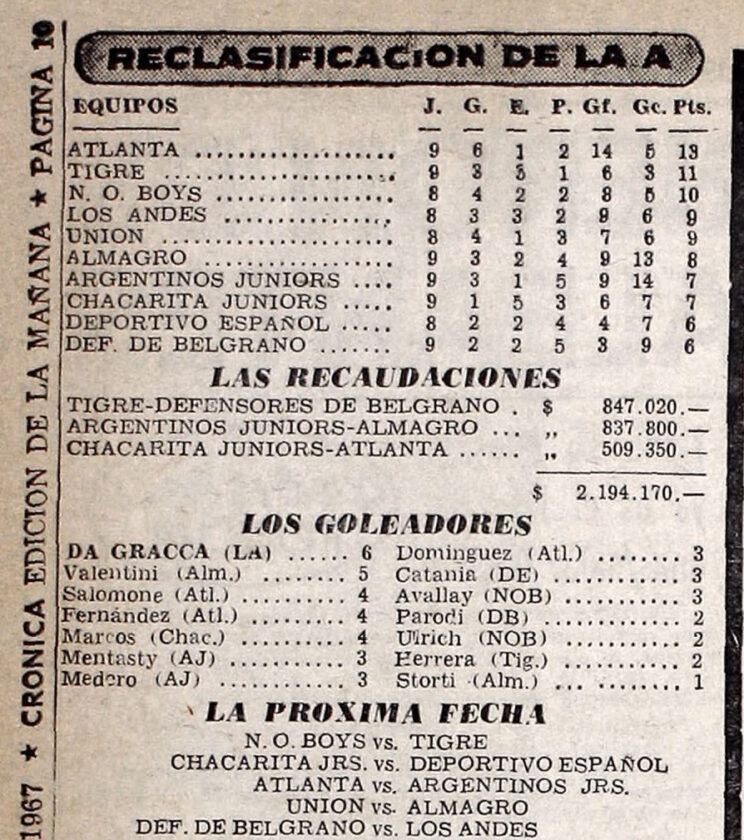 1967 ★ CRONICA EDICION DE LA MAÑANA ★ PAGINA 10
RECLASIFICACION DE LA A
EQUIPOS J. G. E. P. Gf. Gc. Pts.
ATLANTA .................. 9 6 1 2 14 5 13
TIGRE .................... 9 3 5 1 6 3 11
N. O. BOYS ................ 8 4 2 2 8 5 10
LOS ANDES ............... 8 3 3 2 9 6 9
UNION .................... 8 4 1 3 7 6 9
ALMAGRO ................. 9 3 2 4 9 13 8
ARGENTINOS JUNIORS .... 9 3 1 5 9 14 7
CHACARITA JUNIORS ..... 9 1 5 3 6 7 7
DEPORTIVO ESPAÑOL ..... 8 2 2 4 4 7 6
DEF. DE BELGRANO ....... 9 2 2 5 3 9 6
LAS RECAUDACIONES
TIGRE-DEFENSORES DE BELGRANO . $ 847.020.—
ARGENTINOS JUNIORS-ALMAGRO ... ,, 837.800.—
CHACARITA JUNIORS-ATLANTA ...... ,, 509.350.—
$ 2.194.170.—
LOS GOLEADORES
DA GRACCA (LA) ...... 6 Dominguez (Atl.) ........ 3
Valentini (Alm.) ........ 5 Catania (DE) ............ 3
Salomone (Atl.) ......... 4 Avallay (NOB) ........... 3
Fernández (Atl.) ........ 4 Parodi (DB) ............. 2
Marcos (Chac.) .......... 4 Ulrich (NOB) ............ 2
Mentasty (AJ) ........... 3 Herrera (Tig.) .......... 2
Medero (AJ) ............ 3 Storti (Alm.) ... ........ 1
LA PROXIMA FECHA
N. O. BOYS vs. TIGRE
CHACARITA JRS. vs. DEPORTIVO ESPAÑOL
ATLANTA vs. ARGENTINOS JRS.
UNION vs. ALMAGRO
DEF. DE BELGRANO vs. LOS ANDES